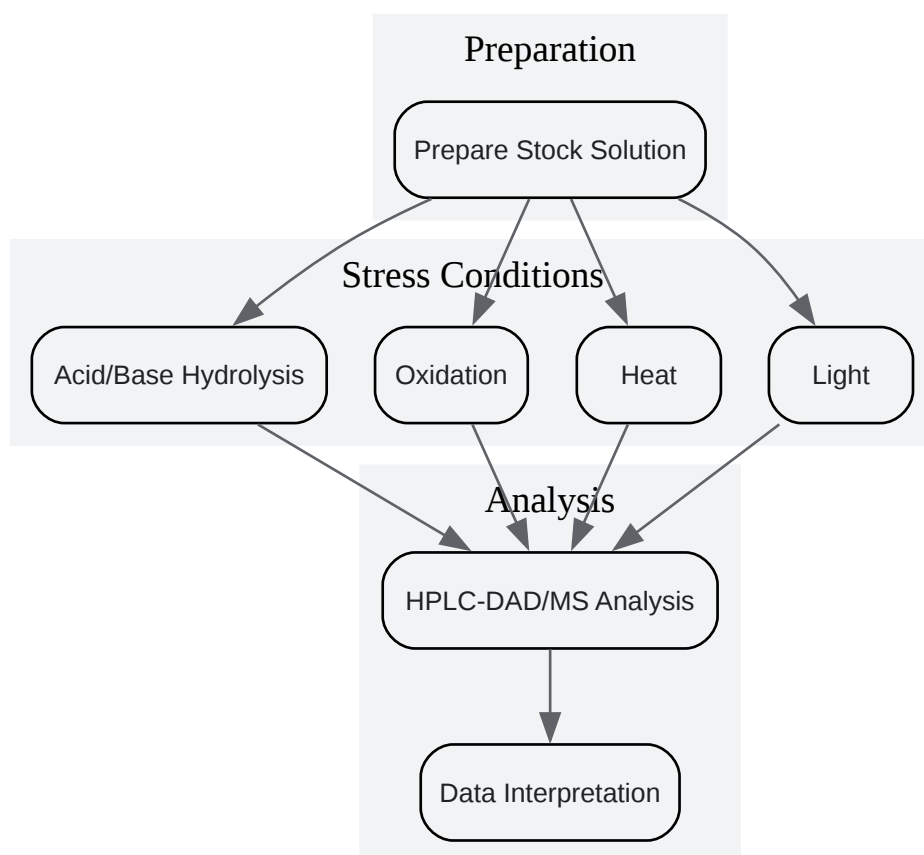 Preparation
Prepare Stock Solution
Stress Conditions
Acid/Base Hydrolysis
Oxidation
Heat
Light
Analysis
HPLC-DAD/MS Analysis
Data Interpretation